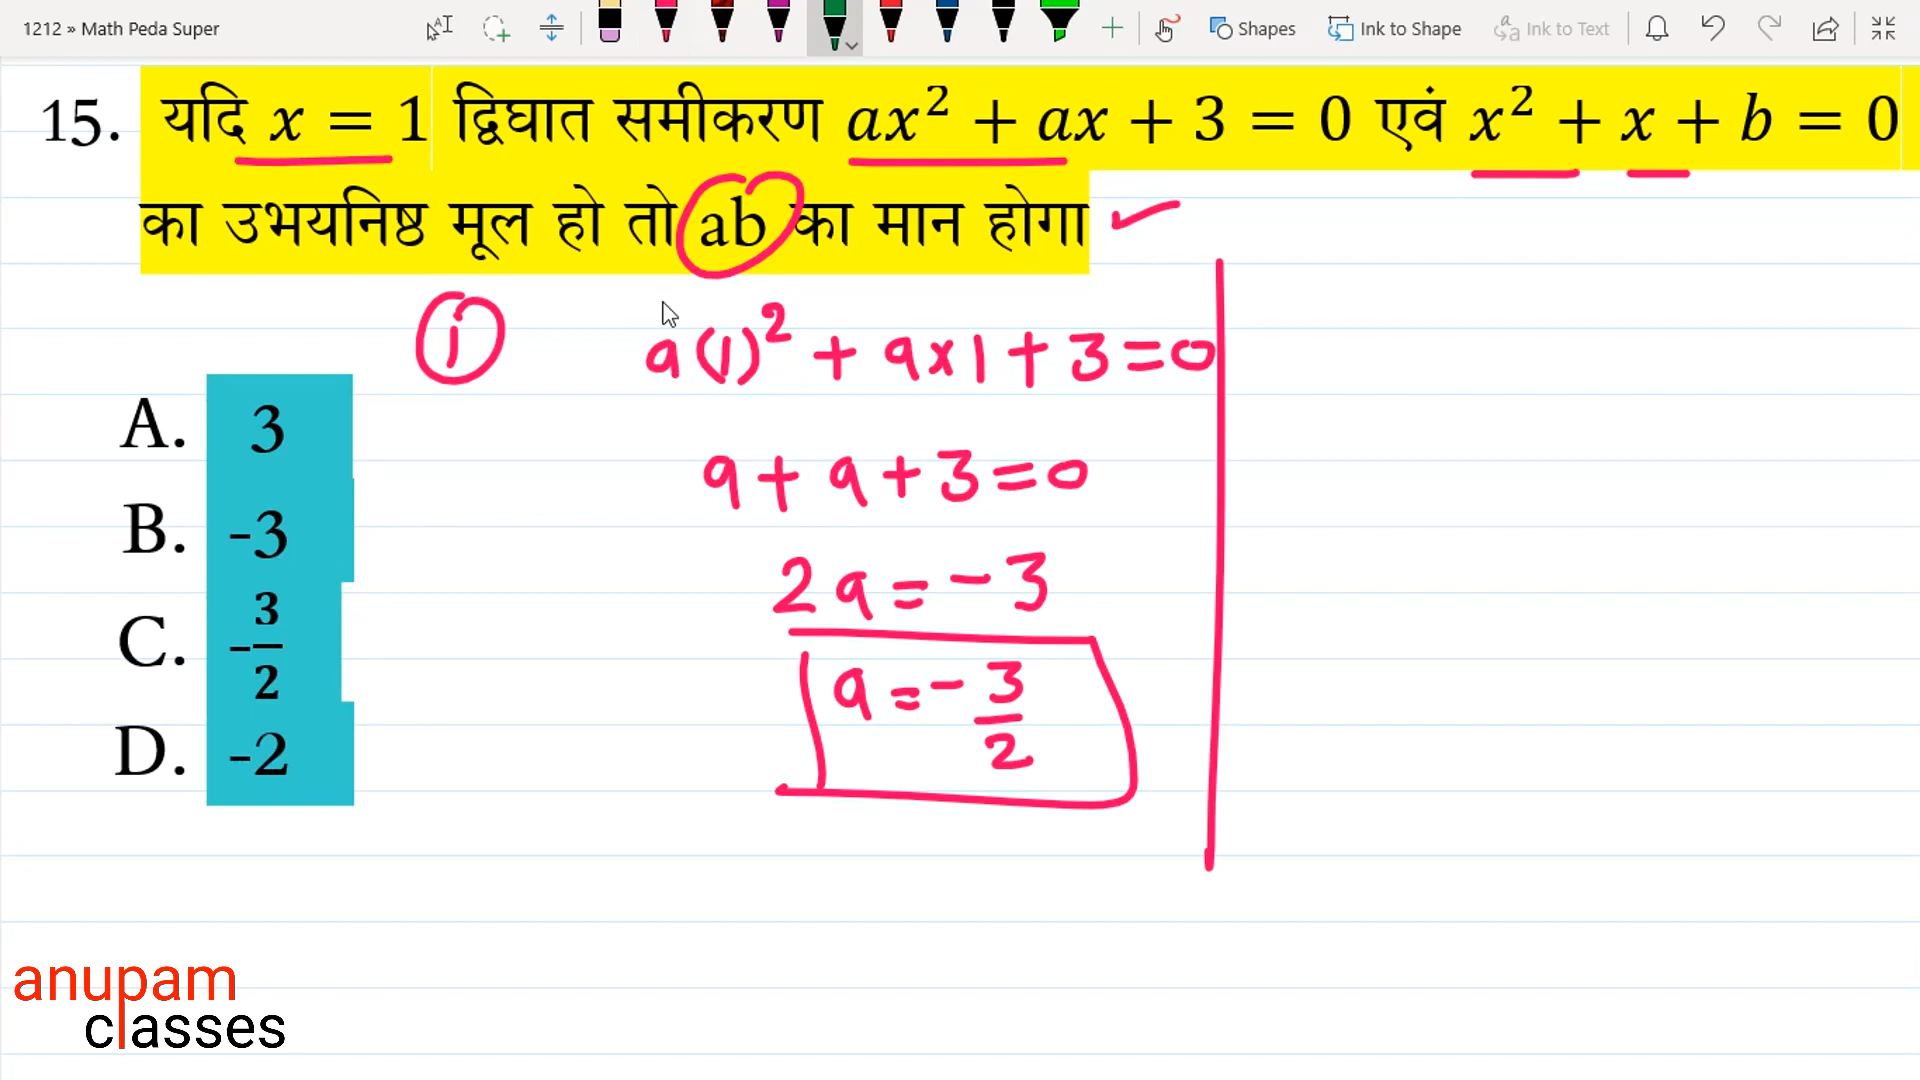 1212 » Math Peda Super
Shapes
Ink to Shape
Ink to Text
15. यदि x = 1 द्विघात समीकरण ax² + ax + 3 = 0 एवं x² + x + b = 0
का उभयनिष्ठ मूल हो तो ab का मान होगा
①
a(1)² + a×1 + 3 = 0
a + a + 3 = 0
2a = -3
a = -3/2
A. 3
B. -3
C. -3/2
D. -2
anupam
classes